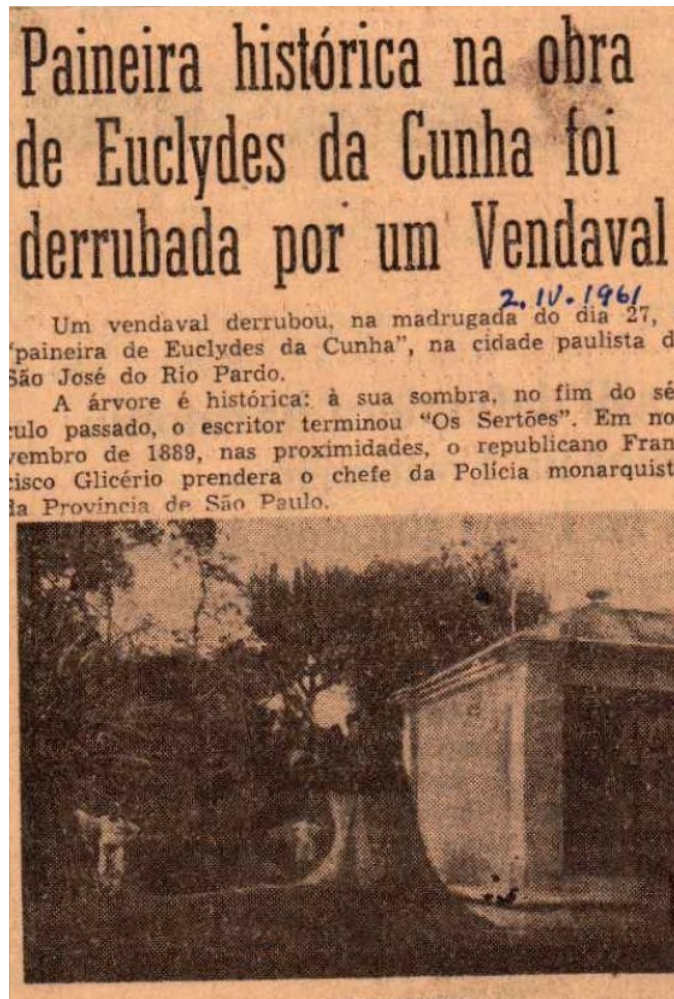 Paineira histórica na obra
de Euclydes da Cunha foi
derrubada por um Vendaval
2.IV.1961
Um vendaval derrubou, na madrugada do dia 27,
"paineira de Euclydes da Cunha", na cidade paulista d
São José do Rio Pardo.
A árvore é histórica: à sua sombra, no fim do sé
culo passado, o escritor terminou "Os Sertões". Em no
vembro de 1889, nas proximidades, o republicano Fran
cisco Glicério prendera o chefe da Polícia monarquist
da Província de São Paulo.